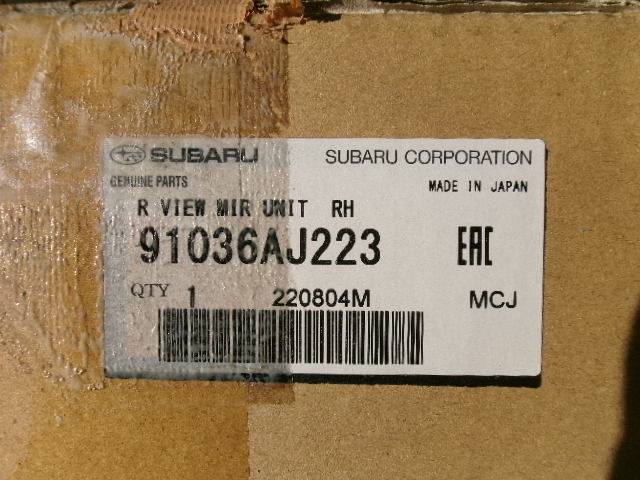 SUBARU SUBARU CORPORATION
GENUINE PARTS MADE IN JAPAN
R VIEW MIR UNIT RH
91036AJ223 EAC
QTY 1 220804M MCJ